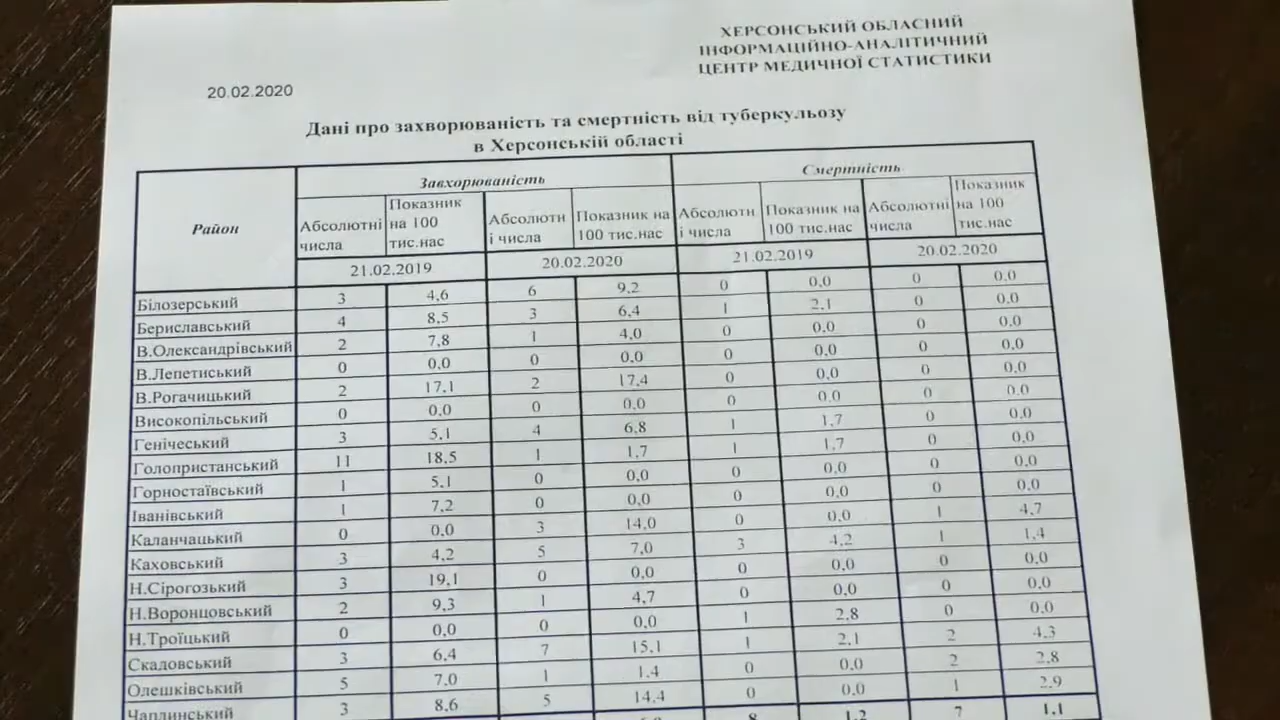 ХЕРСОНСЬКИЙ ОБЛАСНИЙ
ІНФОРМАЦІЙНО-АНАЛІТИЧНИЙ
ЦЕНТР МЕДИЧНОЇ СТАТИСТИКИ
20.02.2020
Дані про захворюваність та смертність від туберкульозу
в Херсонській області
Район
Завхорюваність Смертність
Абсолютні числа
Показник на 100 тис.нас
Абсолютн і числа
Показник на 100 тис.нас
Абсолютн і числа
Показник на 100 тис.нас
Абсолютні числа
Показник на 100 тис.нас
21.02.2019 20.02.2020 21.02.2019 20.02.2020
Білозерський 3 4,6 6 9,2 0 0,0 0 0,0
Бериславський 4 8,5 3 6,4 1 2,1 0 0,0
В.Олександрівський 2 7,8 1 4,0 0 0,0 0 0,0
В.Лепетиський 0 0,0 0 0,0 0 0,0 0 0,0
В.Рогачицький 2 17,1 2 17,4 0 0,0 0 0,0
Високопільський 0 0,0 0 0,0 0 0,0 0 0,0
Генічеський 3 5,1 4 6,8 1 1,7 0 0,0
Голопристанський 11 18,5 1 1,7 1 1,7 0 0,0
Горностаївський 1 5,1 0 0,0 0 0,0 0 0,0
Іванівський 1 7,2 0 0,0 0 0,0 0 0,0
Каланчацький 0 0,0 3 14,0 0 0,0 1 4,7
Каховський 3 4,2 5 7,0 3 4,2 1 1,4
Н.Сірогозький 3 19,1 0 0,0 0 0,0 0 0,0
Н.Воронцовський 2 9,3 1 4,7 0 0,0 0 0,0
Н.Троїцький 0 0,0 0 0,0 1 2,8 0 0,0
Скадовський 3 6,4 7 15,1 1 2,1 2 4,3
Олешківський 5 7,0 1 1,4 0 0,0 2 2,8
Чаплинський 3 8,6 5 14,4 0 0,0 1 2,9
8 1,2 7 1,1